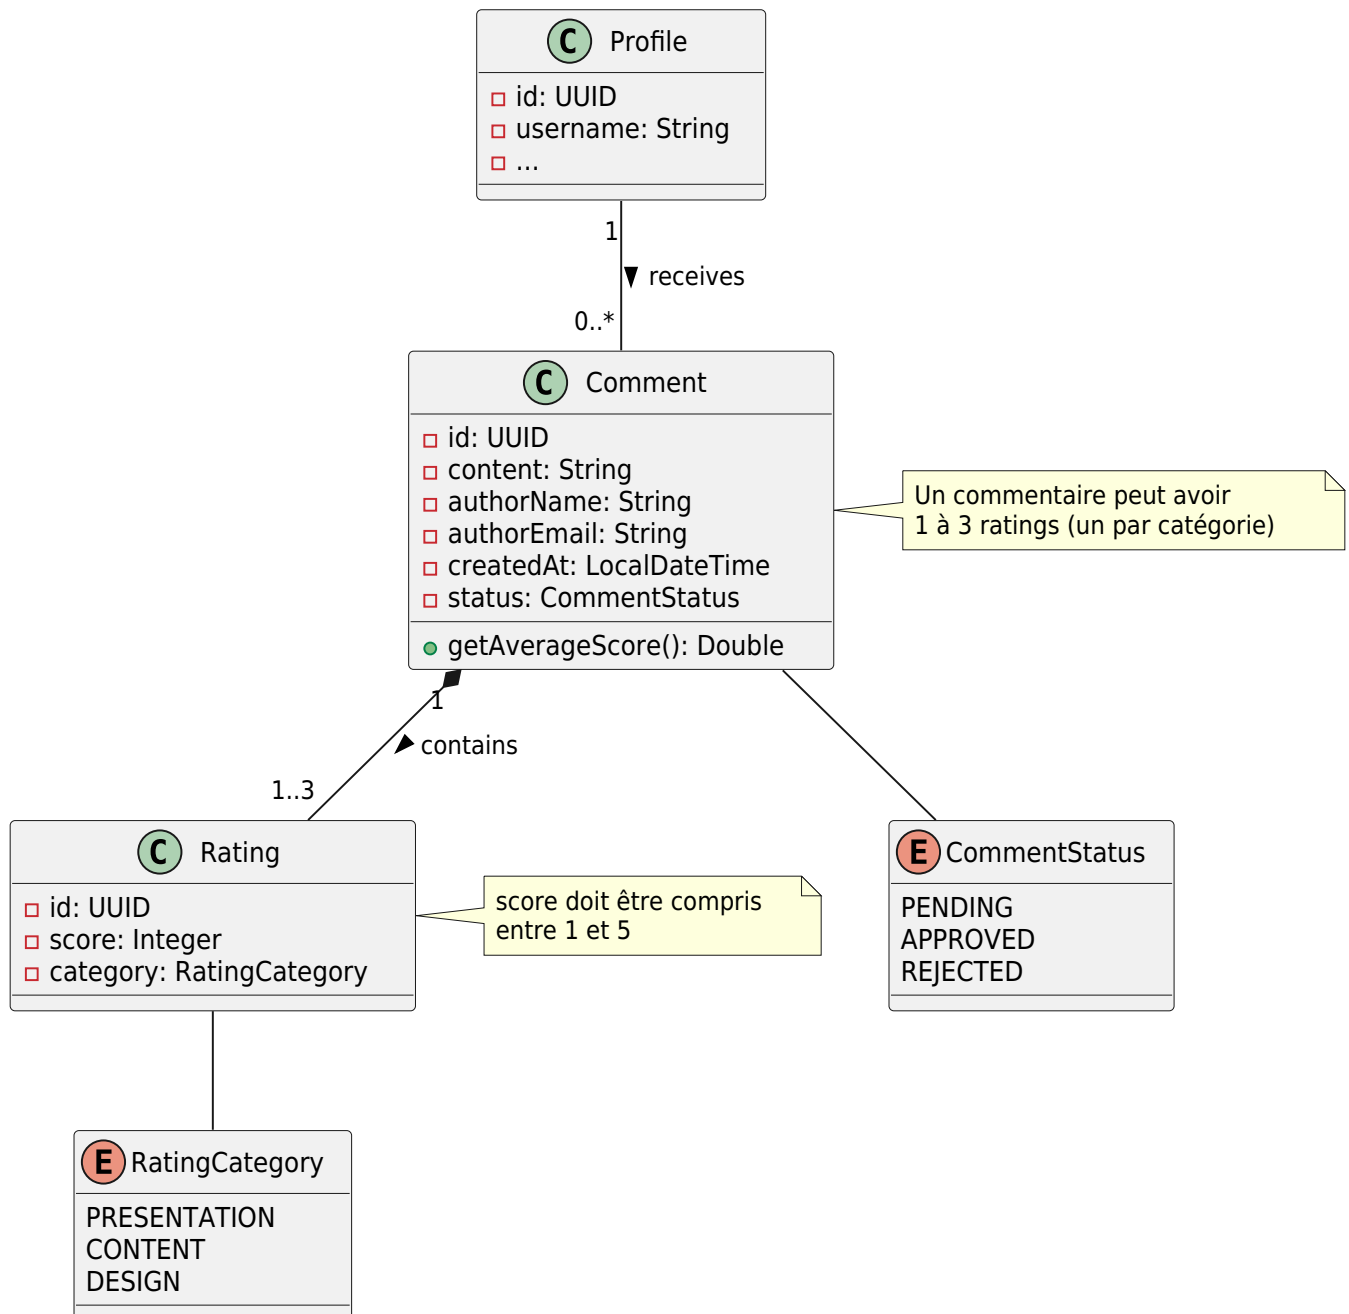 C Profile
id: UUID
username: String
...
1
receives
0..*
C Comment
id: UUID
content: String
authorName: String
authorEmail: String
createdAt: LocalDateTime
status: CommentStatus
getAverageScore(): Double
Un commentaire peut avoir
1 à 3 ratings (un par catégorie)
1
contains
1..3
C Rating
id: UUID
score: Integer
category: RatingCategory
score doit être compris
entre 1 et 5
E CommentStatus
PENDING
APPROVED
REJECTED
E RatingCategory
PRESENTATION
CONTENT
DESIGN